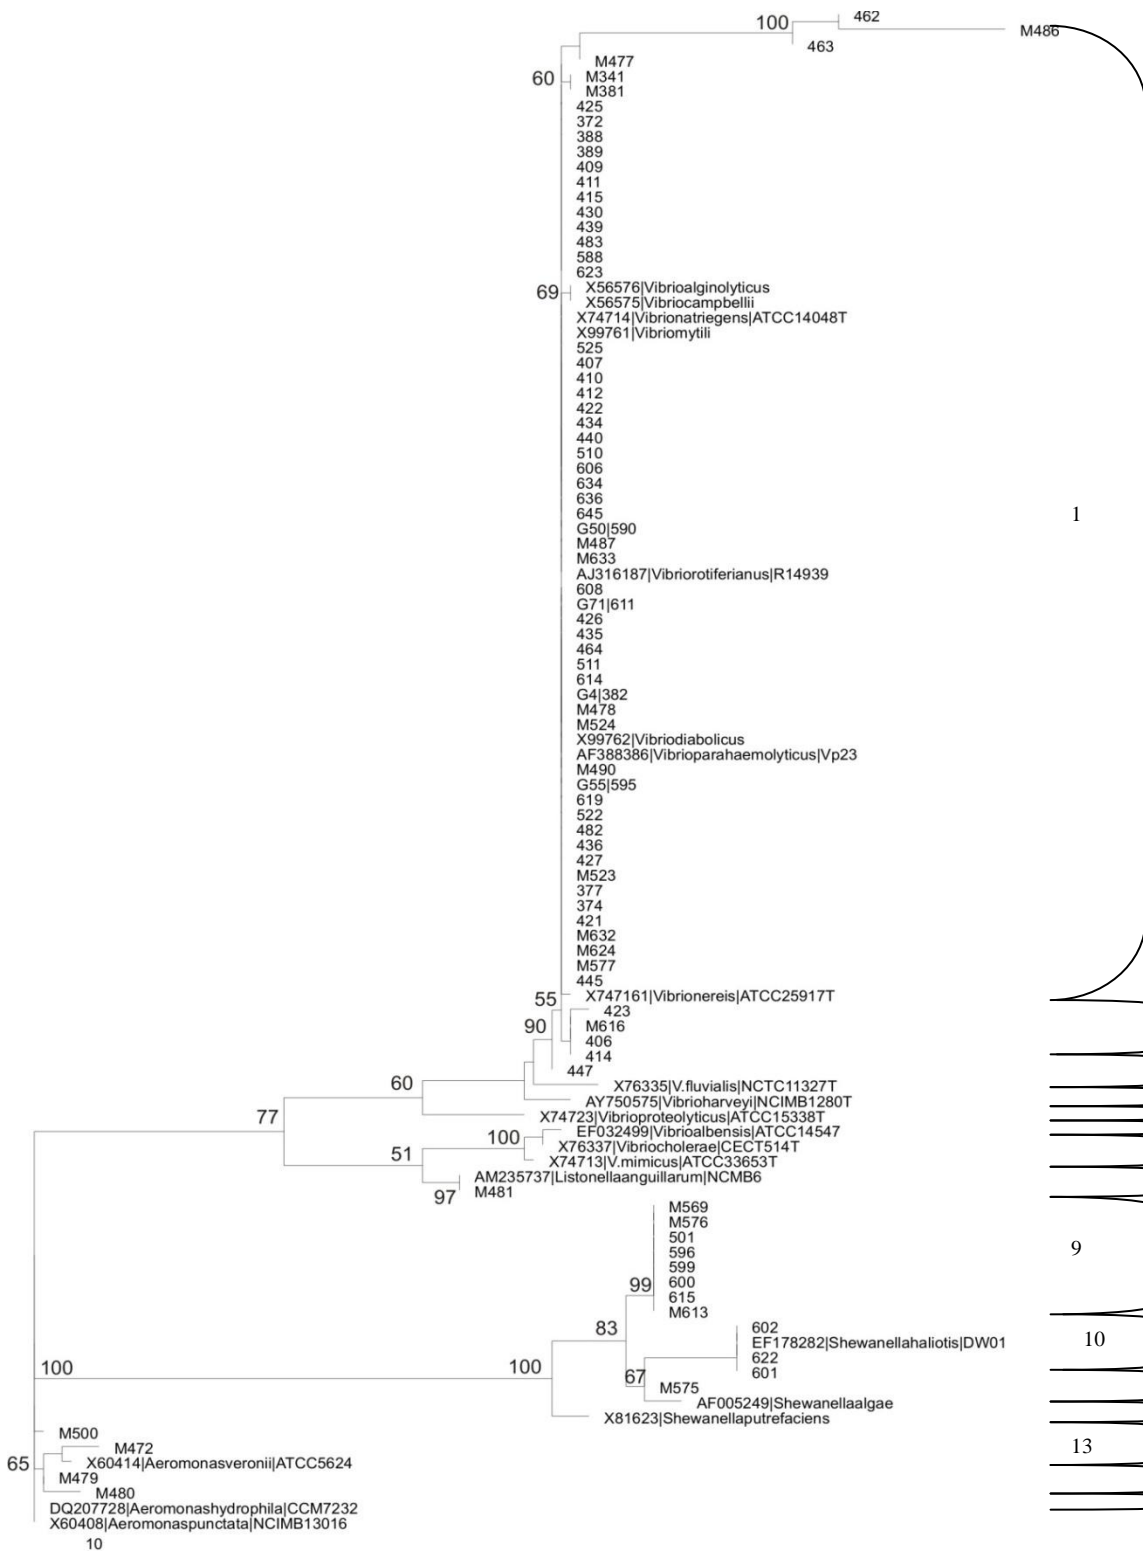 462
100
M486
463
M477
60
M341
M381
425
372
388
389
409
411
415
430
439
483
588
623
69
X56576|Vibrioalginolyticus
X56575|Vibriocampbellii
X74714|Vibrionatriegens|ATCC14048T
X99761|Vibriomytili
525
407
410
412
422
434
440
510
606
634
636
645
1
G50|590
M487
M633
AJ316187|Vibriorotiferianus|R14939
608
G71|611
426
435
464
511
614
G4|382
M478
M524
X99762|Vibriodiabolicus
AF388386|Vibrioparahaemolyticus|Vp23
M490
G55|595
619
522
482
436
427
M523
377
374
421
M632
M624
M577
445
55
X747161|Vibrionereis|ATCC25917T
423
90
M616
406
414
447
60
X76335|V.fluvialis|NCTC11327T
AY750575|Vibrioharveyi|NCIMB1280T
77
X74723|Vibrioproteolyticus|ATCC15338T
EF032499|Vibrioalbensis|ATCC14547
100
X76337|Vibriocholerae|CECT514T
51
X74713|V.mimicus|ATCC33653T
AM235737|Listonellaanguillarum|NCMB6
97
M481
M569
M576
501
9
596
599
600
99
615
M613
83
602
10
EF178282|Shewanellahaliotis|DW01
622
100
100
601
67
M575
AF005249|Shewanellaalgae
X81623|Shewanellaputrefaciens
M500
M472
13
65
X60414|Aeromonasveronii|ATCC5624
M479
M480
DQ207728|Aeromonashydrophila|CCM7232
X60408|Aeromonaspunctata|NCIMB13016
10